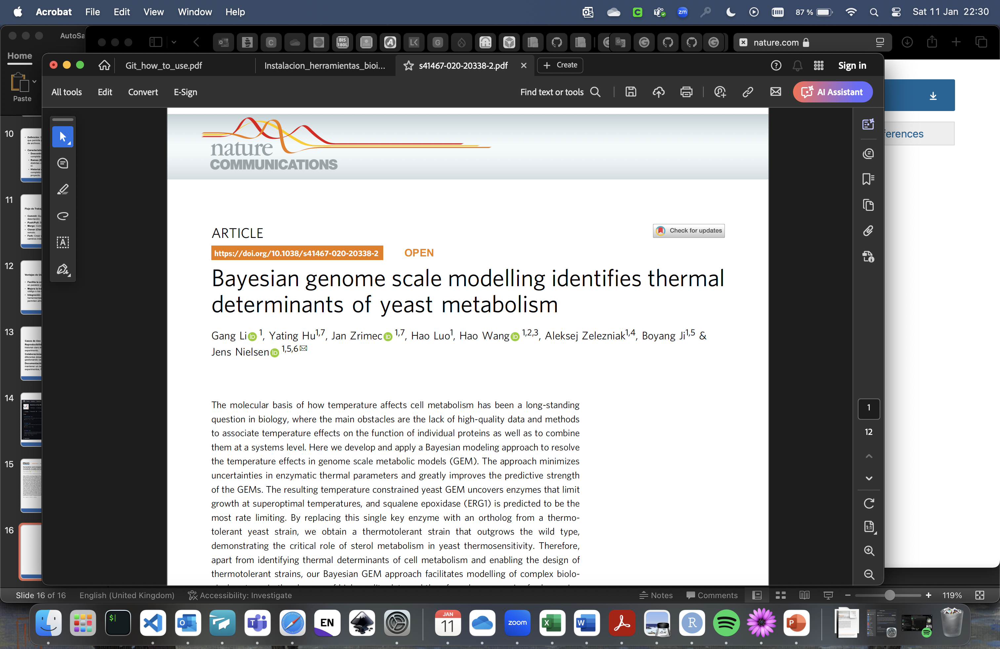 Acrobat File Edit View Window Help
zm
87 %
Sat 11 Jan 22:30
AutoSa
C
BIS
180L
A
LK
G
nature.com
Home
Paste
Git_how_to_use.pdf
Instalacion_herramientas_bioi...
s41467-020-20338-2.pdf
+ Create
Sign in
All tools
Edit
Convert
E-Sign
Find text or tools
AI Assistant
ferences
nature
COMMUNICATIONS
ARTICLE
Check for updates
https://doi.org/10.1038/s41467-020-20338-2
OPEN
Bayesian genome scale modelling identifies thermal
determinants of yeast metabolism
Gang Li 1, Yating Hu1,7, Jan Zrimec 1,7, Hao Luo1, Hao Wang 1,2,3, Aleksej Zelezniak1,4, Boyang Ji1,5 &
Jens Nielsen 1,5,6✉
The molecular basis of how temperature affects cell metabolism has been a long-standing
question in biology, where the main obstacles are the lack of high-quality data and methods
to associate temperature effects on the function of individual proteins as well as to combine
them at a systems level. Here we develop and apply a Bayesian modeling approach to resolve
the temperature effects in genome scale metabolic models (GEM). The approach minimizes
uncertainties in enzymatic thermal parameters and greatly improves the predictive strength
of the GEMs. The resulting temperature constrained yeast GEM uncovers enzymes that limit
growth at superoptimal temperatures, and squalene epoxidase (ERG1) is predicted to be the
most rate limiting. By replacing this single key enzyme with an ortholog from a thermo-
tolerant yeast strain, we obtain a thermotolerant strain that outgrows the wild type,
demonstrating the critical role of sterol metabolism in yeast thermosensitivity. Therefore,
apart from identifying thermal determinants of cell metabolism and enabling the design of
thermotolerant strains, our Bayesian GEM approach facilitates modelling of complex biolo-
1
12
10
11
12
13
14
15
16
Slide 16 of 16
English (United Kingdom)
Accessibility: Investigate
Notes
Comments
119%
EN
JAN
11
zoom